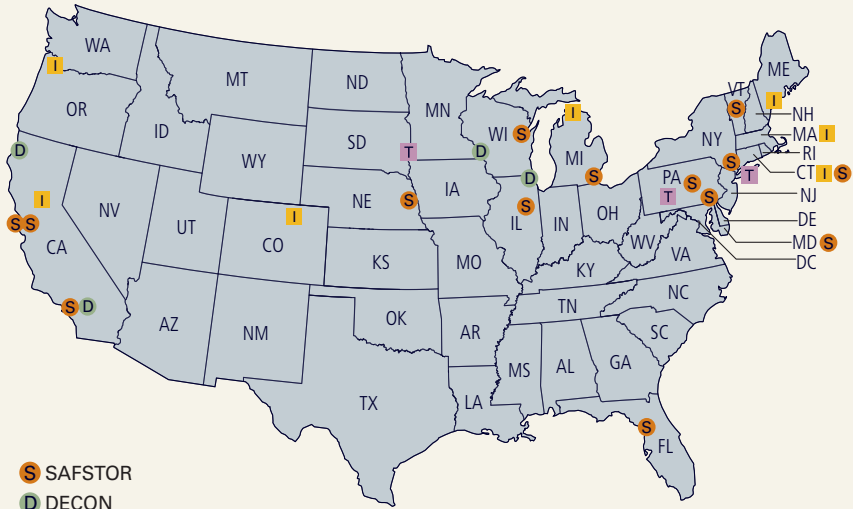 WA
MT
ND
MN
ME
I
VT
S
I
OR
ID
SD
WI
S
I
NH
D
WY
T
D
MI
NY
MA I
RI
CT I S
NV
UT
CO
I
NE
S
IA
IL
S
D
IN
OH
S
PA
S
T
S
S
T
NJ
I
S S
CA
KS
MO
KY
WV
VA
DE
MD S
DC
S D
AZ
NM
OK
AR
TN
NC
SC
TX
LA
MS
AL
GA
S
FL
S SAFSTOR
D DECON